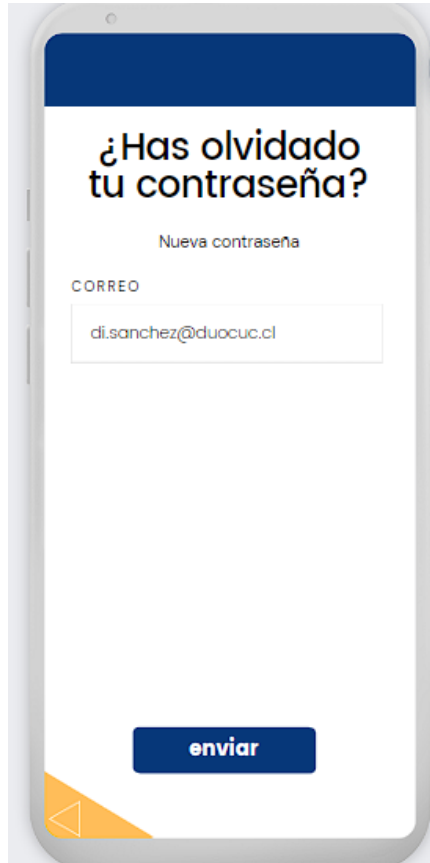 ¿Has olvidado
tu contraseña?
Nueva contraseña
CORREO
di.sanchez@duocuc.cl
enviar